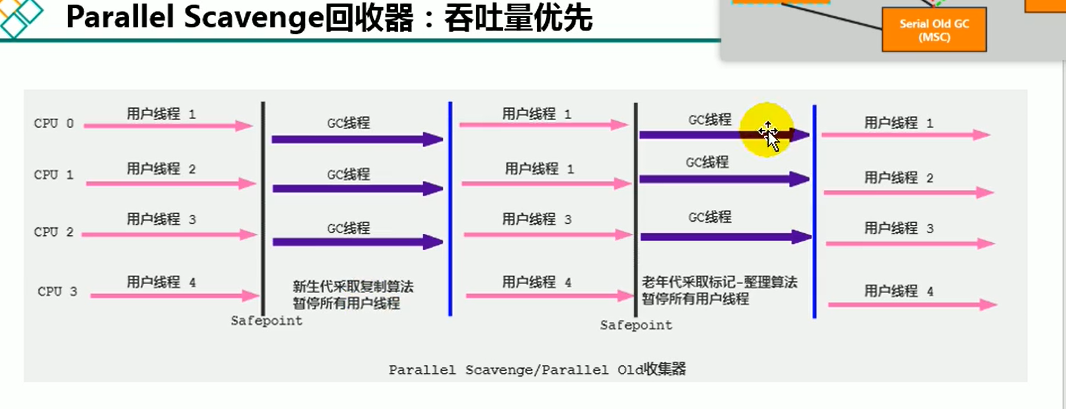 Parallel Scavenge回收器：吞吐量优先
Serial Old GC
(MSC)
CPU 0
用户线程 1
GC线程
用户线程 1
GC线程
用户线程 1
CPU 1
用户线程 2
GC线程
用户线程 1
GC线程
用户线程 2
CPU 2
用户线程 3
GC线程
用户线程 3
GC线程
用户线程 3
CPU 3
用户线程 4
新生代采取复制算法
暂停所有用户线程
用户线程 4
老年代采取标记-整理算法
暂停所有用户线程
用户线程 4
Safepoint
Safepoint
Parallel Scavenge/Parallel Old收集器